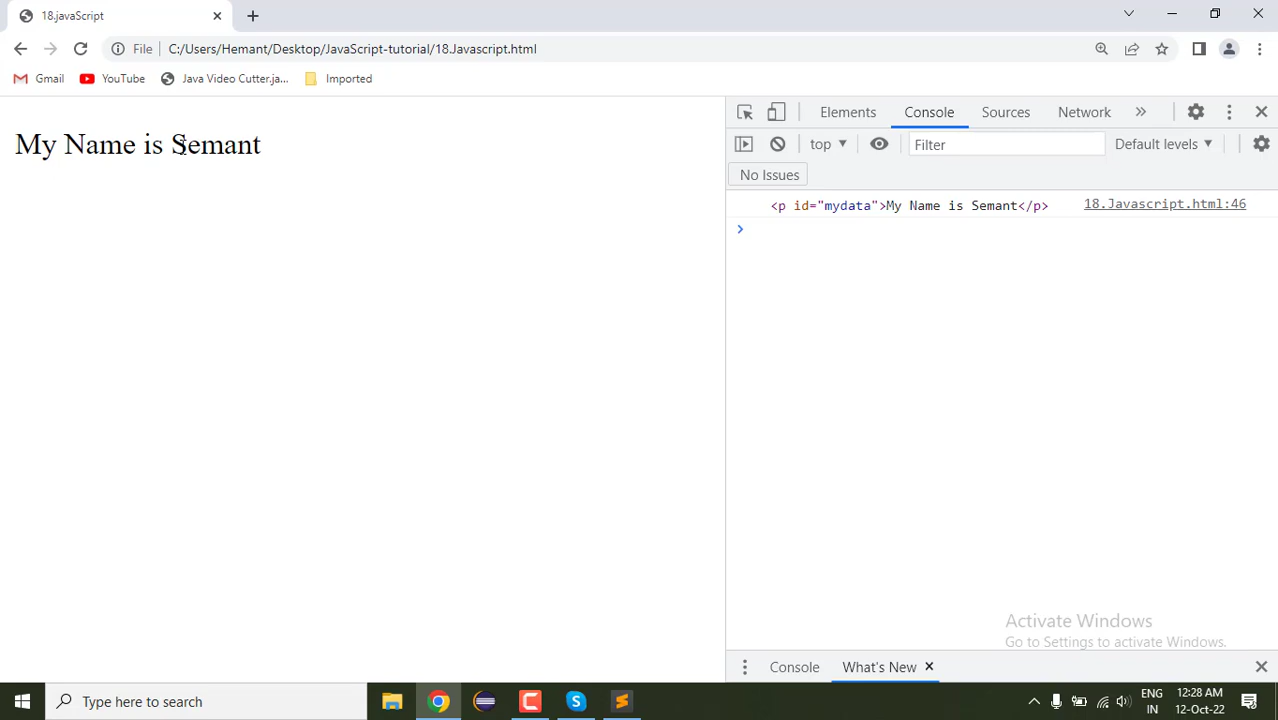 18.javaScript
File
C:/Users/Hemant/Desktop/JavaScript-tutorial/18.Javascript.html
Gmail
YouTube
Java Video Cutter.ja...
Imported
My Name is Semant
Elements
Console
Sources
Network
top
Filter
Default levels
No Issues
<p id="mydata">My Name is Semant</p>
18.Javascript.html:46
Activate Windows
Go to Settings to activate Windows.
Console
What's New
Type here to search
ENG
IN
12:28 AM
12-Oct-22